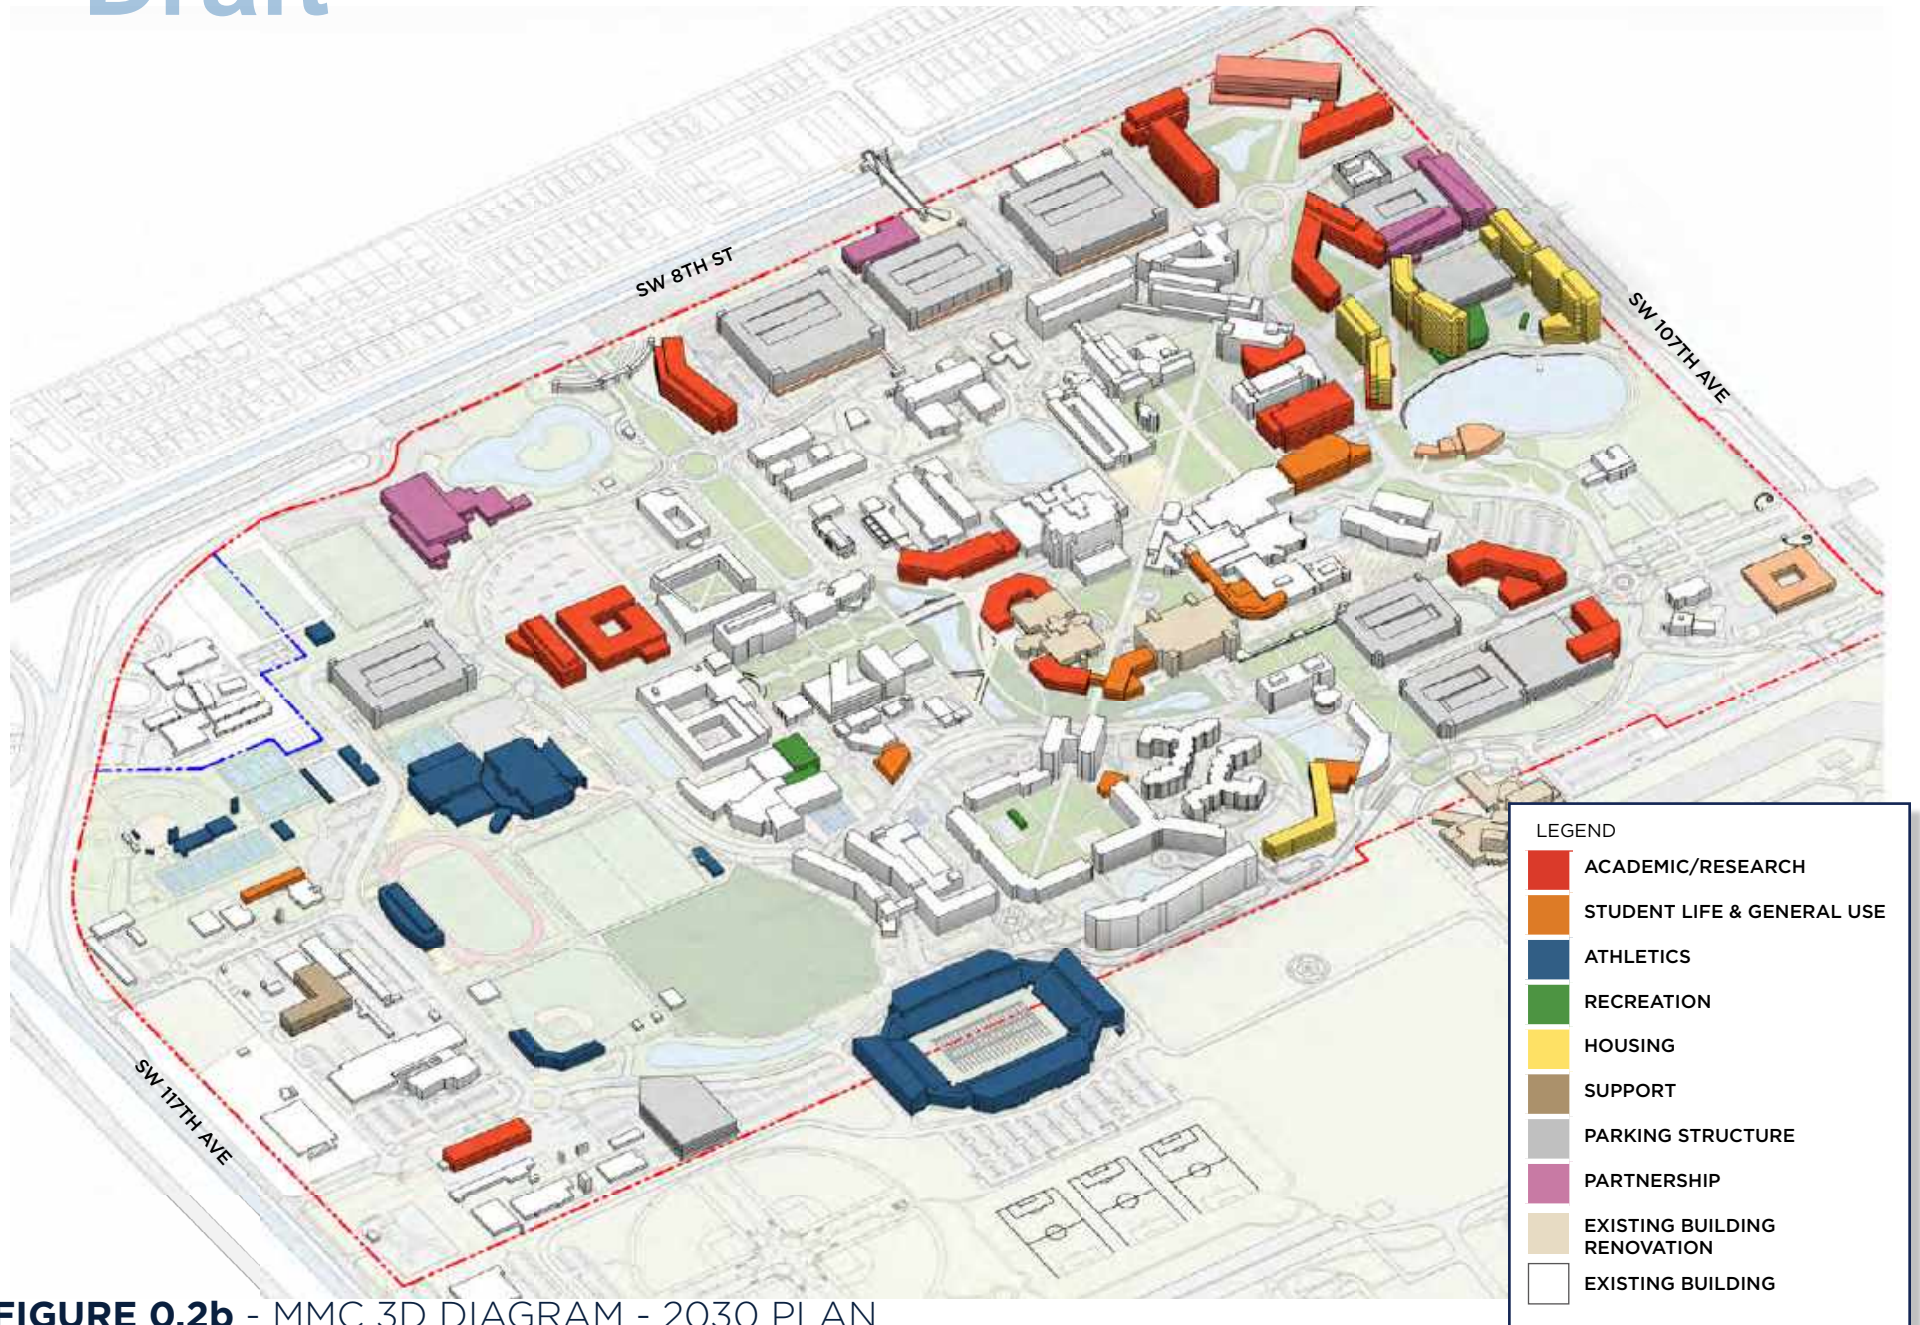 Draft
SW 8TH ST
SW 107TH AVE
SW 117TH AVE
LEGEND
ACADEMIC/RESEARCH
STUDENT LIFE & GENERAL USE
ATHLETICS
RECREATION
HOUSING
SUPPORT
PARKING STRUCTURE
PARTNERSHIP
EXISTING BUILDING
RENOVATION
EXISTING BUILDING
FIGURE 0.2b - MMC 3D DIAGRAM - 2030 PLAN